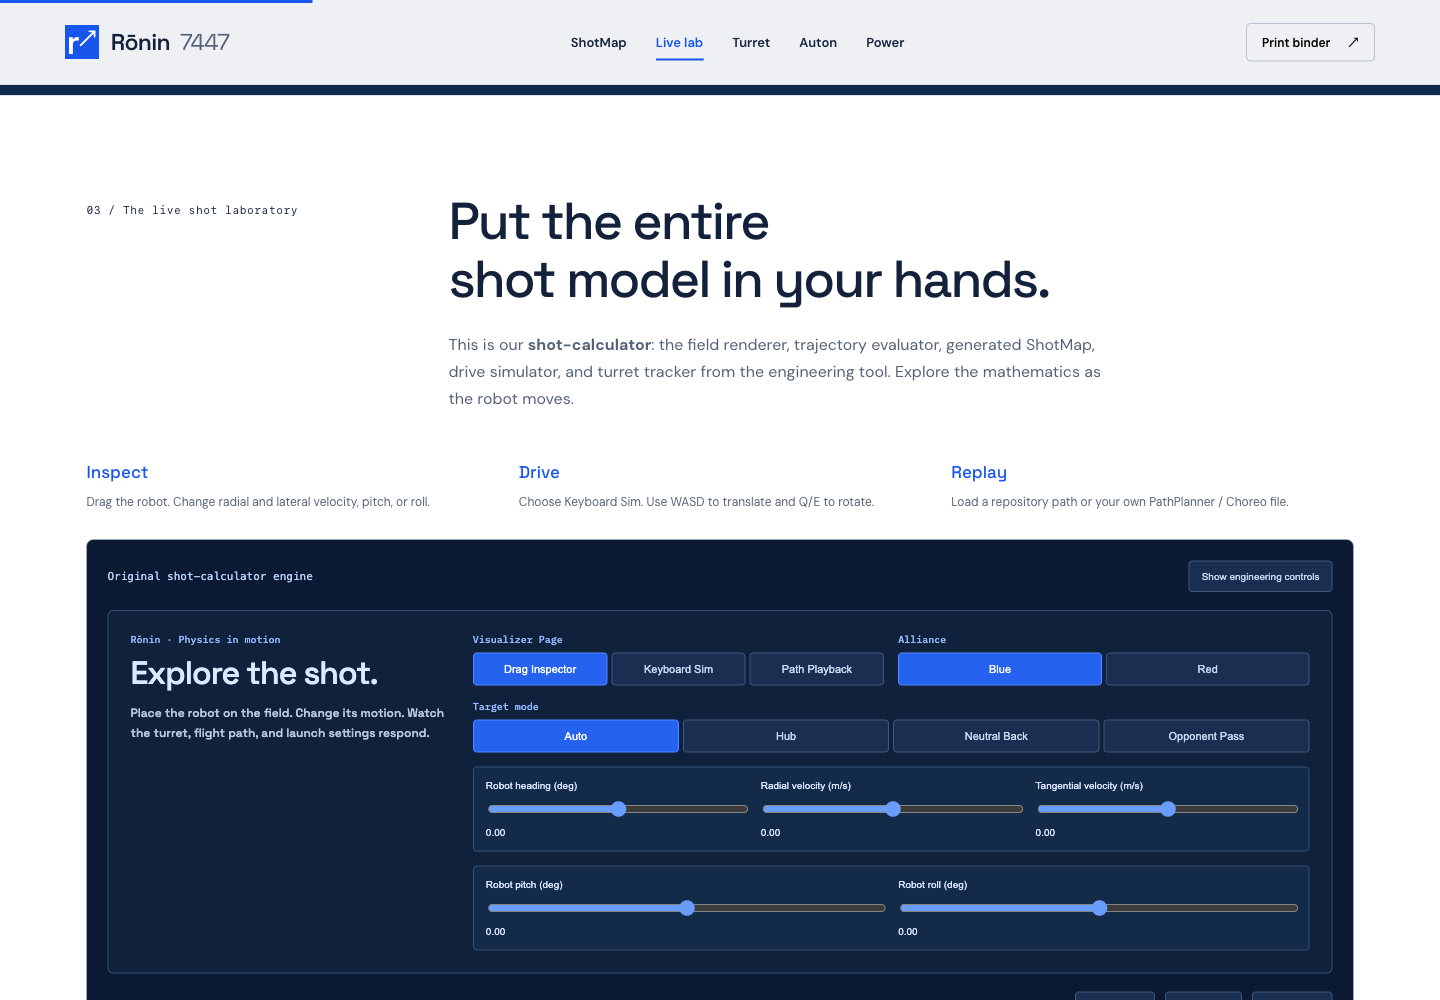 Rōnin 7447
ShotMap
Live lab
Turret
Auton
Power
Print binder ↗
03 / The live shot laboratory
Put the entire
shot model in your hands.
This is our shot-calculator: the field renderer, trajectory evaluator, generated ShotMap,
drive simulator, and turret tracker from the engineering tool. Explore the mathematics as
the robot moves.
Inspect
Drag the robot. Change radial and lateral velocity, pitch, or roll.
Drive
Choose Keyboard Sim. Use WASD to translate and Q/E to rotate.
Replay
Load a repository path or your own PathPlanner / Choreo file.
Original shot-calculator engine
Show engineering controls
Rōnin · Physics in motion
Explore the shot.
Place the robot on the field. Change its motion. Watch
the turret, flight path, and launch settings respond.
Visualizer Page
Drag Inspector
Keyboard Sim
Path Playback
Alliance
Blue
Red
Target mode
Auto
Hub
Neutral Back
Opponent Pass
Robot heading (deg)
0.00
Radial velocity (m/s)
0.00
Tangential velocity (m/s)
0.00
Robot pitch (deg)
0.00
Robot roll (deg)
0.00